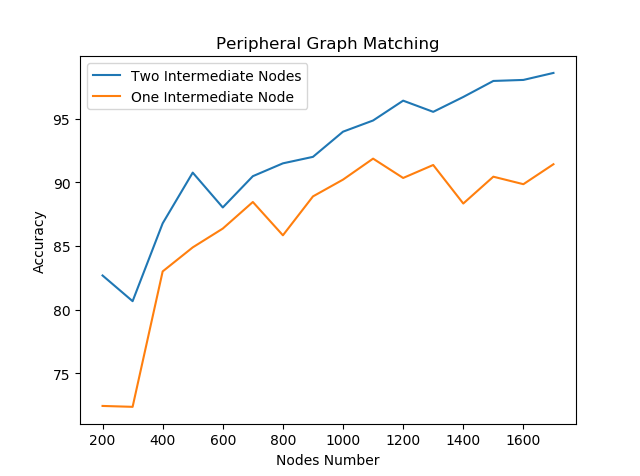 Peripheral Graph Matching
Two Intermediate Nodes
One Intermediate Node
Accuracy
95
90
85
80
75
200 400 600 800 1000 1200 1400 1600
Nodes Number